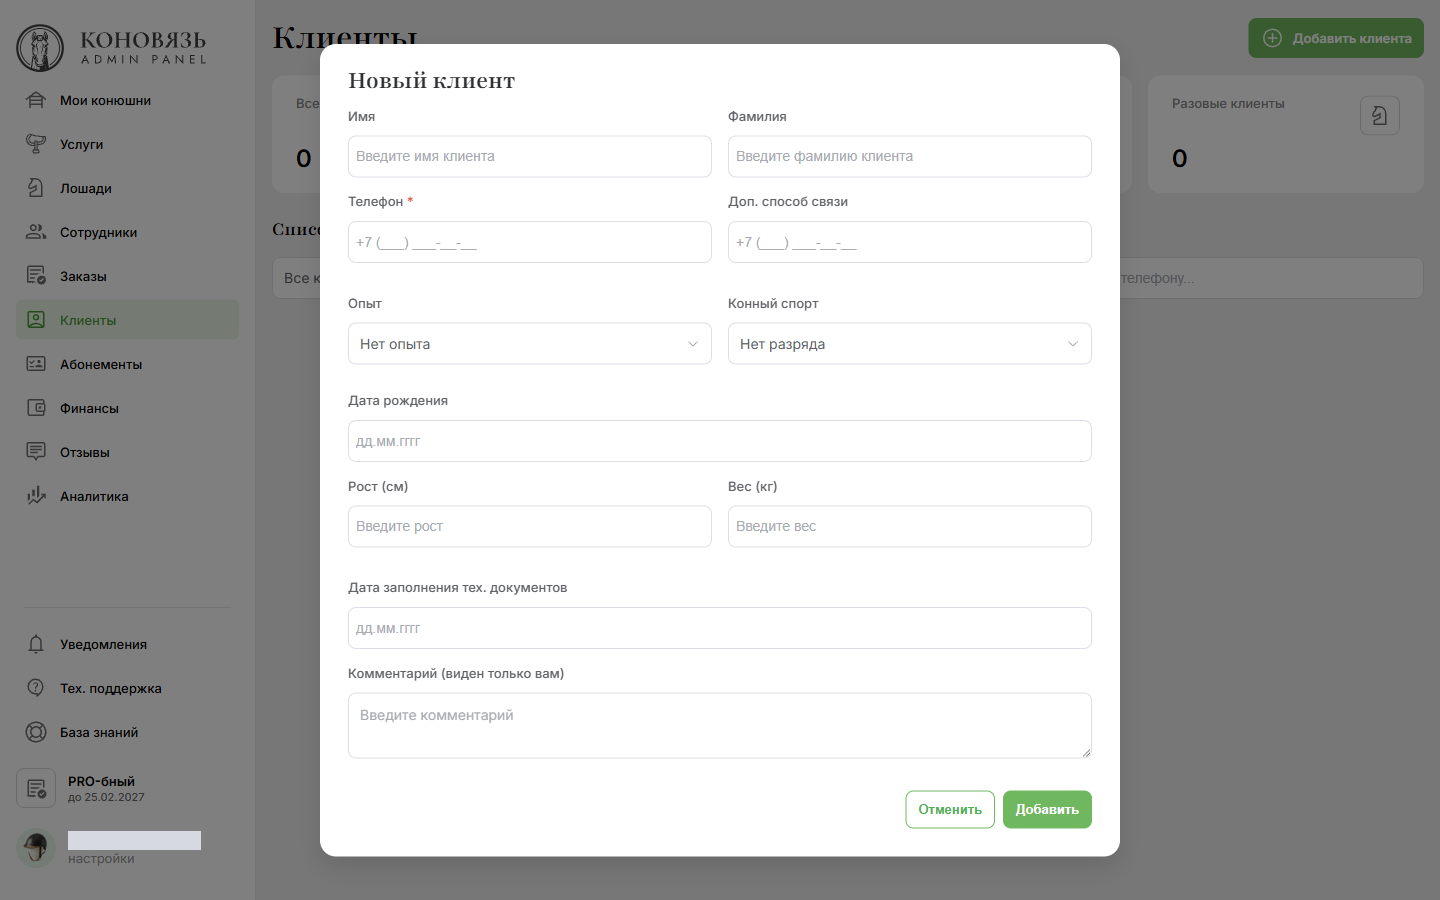 КОНОВЯЗЬ
ADMIN PANEL
Мои конюшни
Услуги
Лошади
Сотрудники
Заказы
Клиенты
Абонементы
Финансы
Отзывы
Аналитика
Уведомления
Тех. поддержка
База знаний
PRO-бный
до 25.02.2027
настройки
Клиенты
Добавить клиента
Все
0
Разовые клиенты
0
Все к
телефону...
Новый клиент
Имя
Фамилия
Введите имя клиента
Введите фамилию клиента
Телефон *
Доп. способ связи
+7 (___) ___-__-__
+7 (___) ___-__-__
Опыт
Конный спорт
Нет опыта
Нет разряда
Дата рождения
дд.мм.гггг
Рост (см)
Вес (кг)
Введите рост
Введите вес
Дата заполнения тех. документов
дд.мм.гггг
Комментарий (виден только вам)
Введите комментарий
Отменить
Добавить